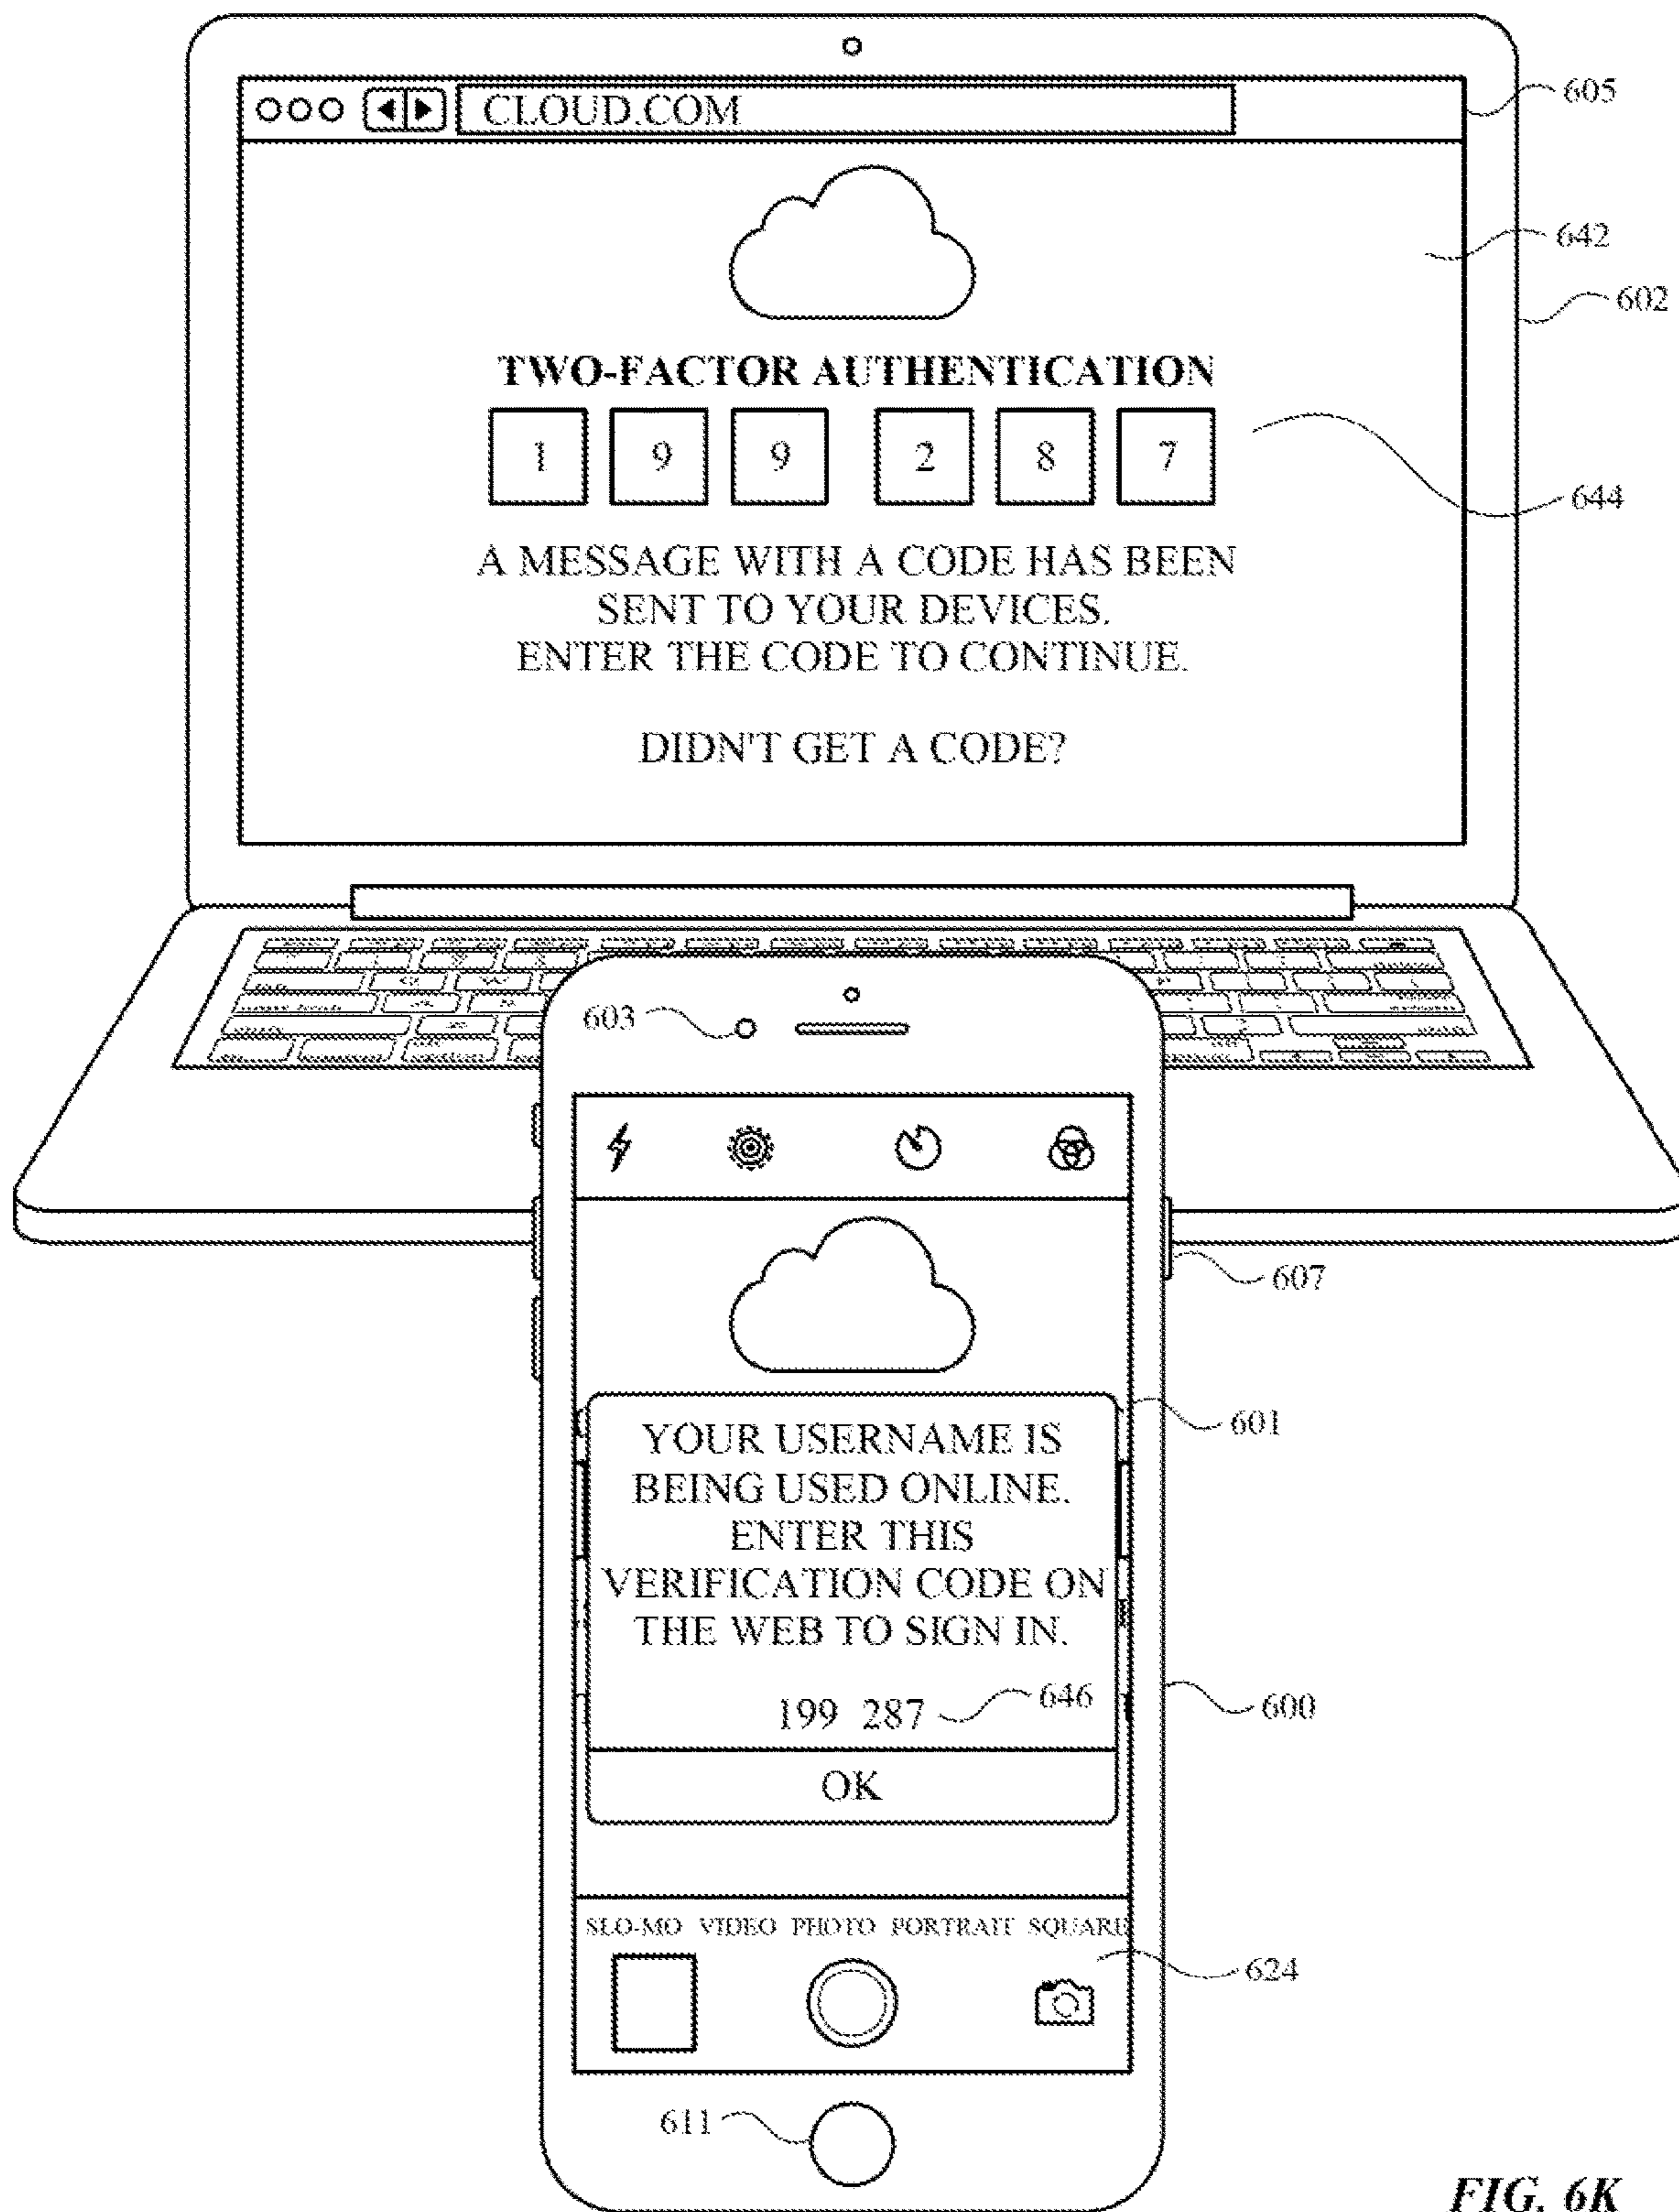 CLOUD.COM
605
642
602
TWO-FACTOR AUTHENTICATION
1 9 9 2 8 7
644
A MESSAGE WITH A CODE HAS BEEN
SENT TO YOUR DEVICES.
ENTER THE CODE TO CONTINUE.
DIDN'T GET A CODE?
603
607
YOUR USERNAME IS
BEING USED ONLINE.
ENTER THIS
VERIFICATION CODE ON
THE WEB TO SIGN IN.
601
199 287
646
600
OK
SLO-MO VIDEO PHOTO PORTRAIT SQUARE
624
611
FIG. 6K